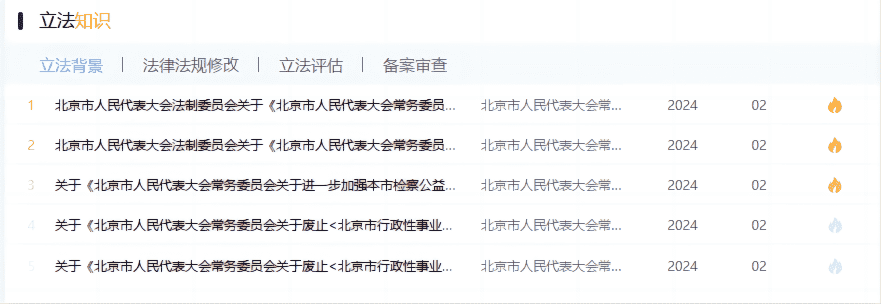 立法知识
立法背景 | 法律法规修改 | 立法评估 | 备案审查
1 北京市人民代表大会法制委员会关于《北京市人民代表大会常务委员... 北京市人民代表大会常... 2024 02
2 北京市人民代表大会法制委员会关于《北京市人民代表大会常务委员... 北京市人民代表大会常... 2024 02
3 关于《北京市人民代表大会常务委员会关于进一步加强本市检察公益... 北京市人民代表大会常... 2024 02
4 关于《北京市人民代表大会常务委员会关于废止<北京市行政性事业... 北京市人民代表大会常... 2024 02
5 关于《北京市人民代表大会常务委员会关于废止<北京市行政性事业... 北京市人民代表大会常... 2024 02